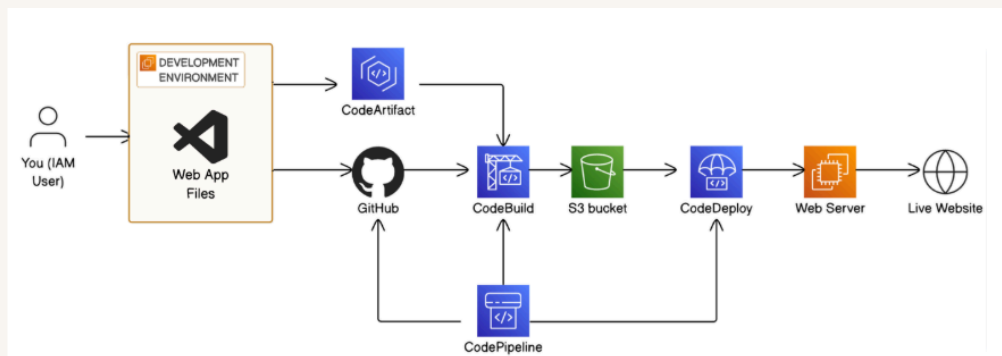 DEVELOPMENT
ENVIRONMENT
CodeArtifact
You (IAM
User)
Web App
Files
GitHub
CodeBuild
S3 bucket
CodeDeploy
Web Server
Live Website
CodePipeline